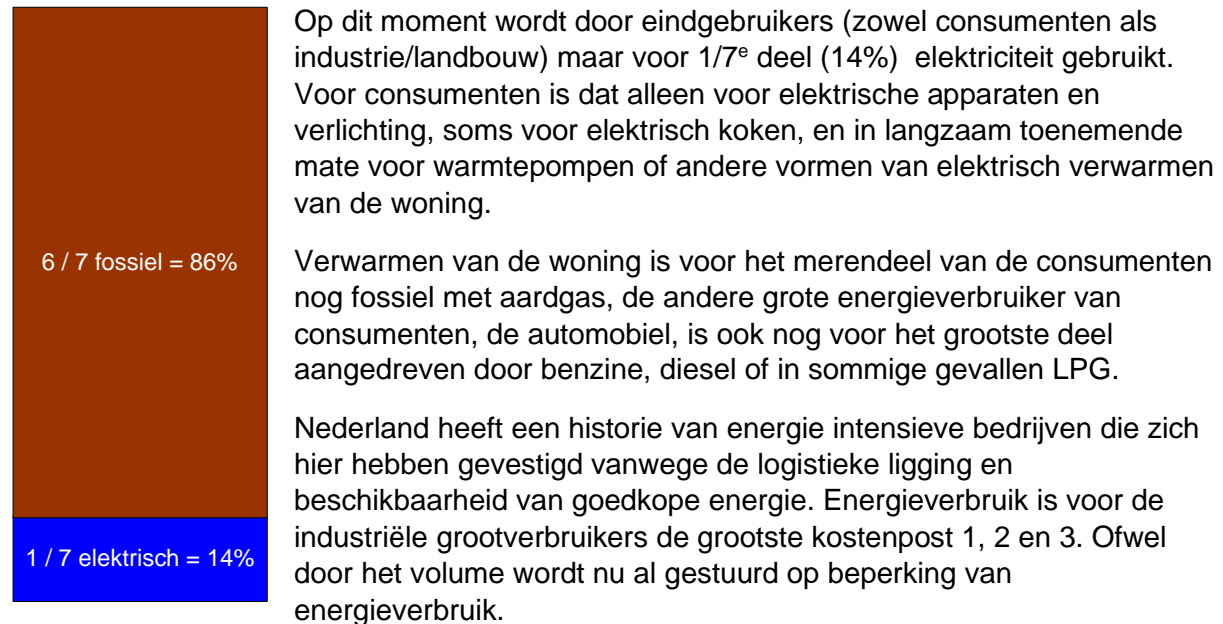 6 / 7 fossiel = 86%
1 / 7 elektrisch = 14%
Op dit moment wordt door eindgebruikers (zowel consumenten als
industrie/landbouw) maar voor 1/7e deel (14%)  elektriciteit gebruikt.
Voor consumenten is dat alleen voor elektrische apparaten en
verlichting, soms voor elektrisch koken, en in langzaam toenemende
mate voor warmtepompen of andere vormen van elektrisch verwarmen
van de woning.
Verwarmen van de woning is voor het merendeel van de consumenten
nog fossiel met aardgas, de andere grote energieverbruiker van
consumenten, de automobiel, is ook nog voor het grootste deel
aangedreven door benzine, diesel of in sommige gevallen LPG.
Nederland heeft een historie van energie intensieve bedrijven die zich
hier hebben gevestigd vanwege de logistieke ligging en
beschikbaarheid van goedkope energie. Energieverbruik is voor de
industriële grootverbruikers de grootste kostenpost 1, 2 en 3. Ofwel
door het volume wordt nu al gestuurd op beperking van
energieverbruik.